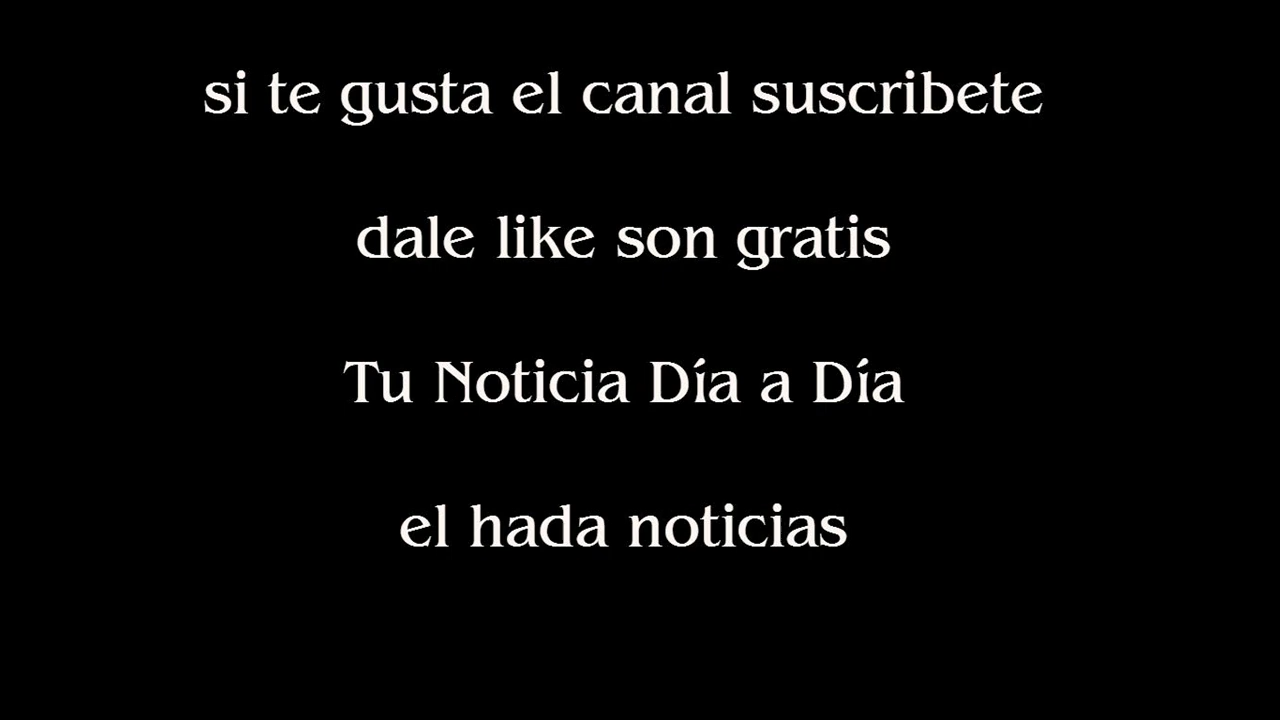 si te gusta el canal suscribete
dale like son gratis
Tu Noticia Día a Día
el hada noticias